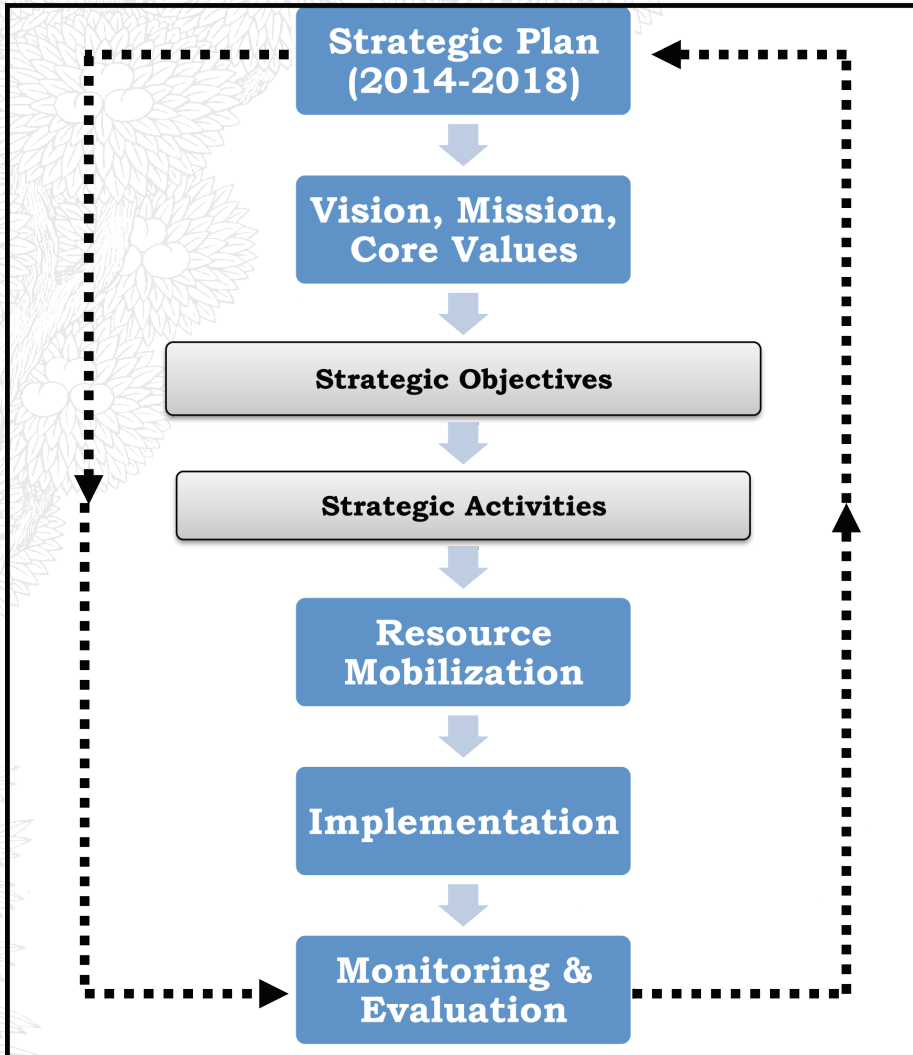 Strategic Plan
(2014-2018)
Vision, Mission,
Core Values
Strategic Objectives
Strategic Activities
Resource
Mobilization
Implementation
Monitoring &
Evaluation